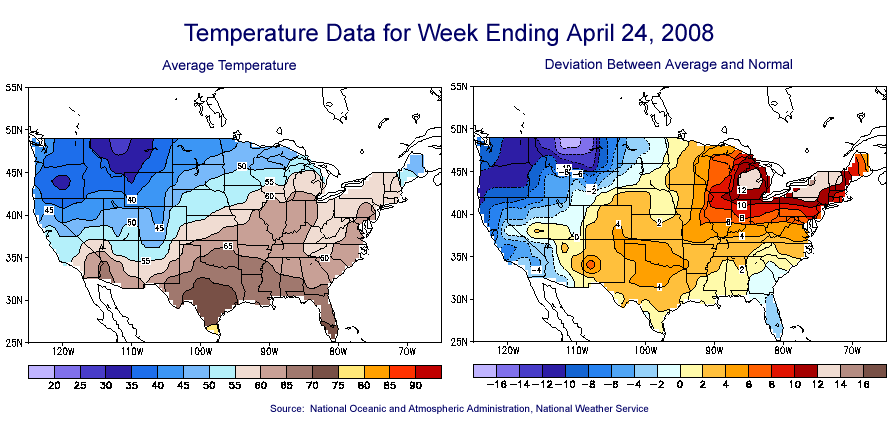 Temperature Data for Week Ending April 24, 2008
Average Temperature
Deviation Between Average and Normal
55N
50N
45N
40N
35N
30N
25N
120W 110W 100W 90W 80W 70W
50
55
60
40
45
50
45
65
55
60
20 25 30 35 40 45 50 55 60 65 70 75 80 85 90
55N
50N
45N
40N
35N
30N
25N
120W 110W 100W 90W 80W 70W
-10
-8 -6
-2
12
10
8
8
4
2
4
0
-4
2
4
-16 -14 -12 -10 -8 -6 -4 -2 0 2 4 6 8 10 12 14 16
Source: National Oceanic and Atmospheric Administration, National Weather Service